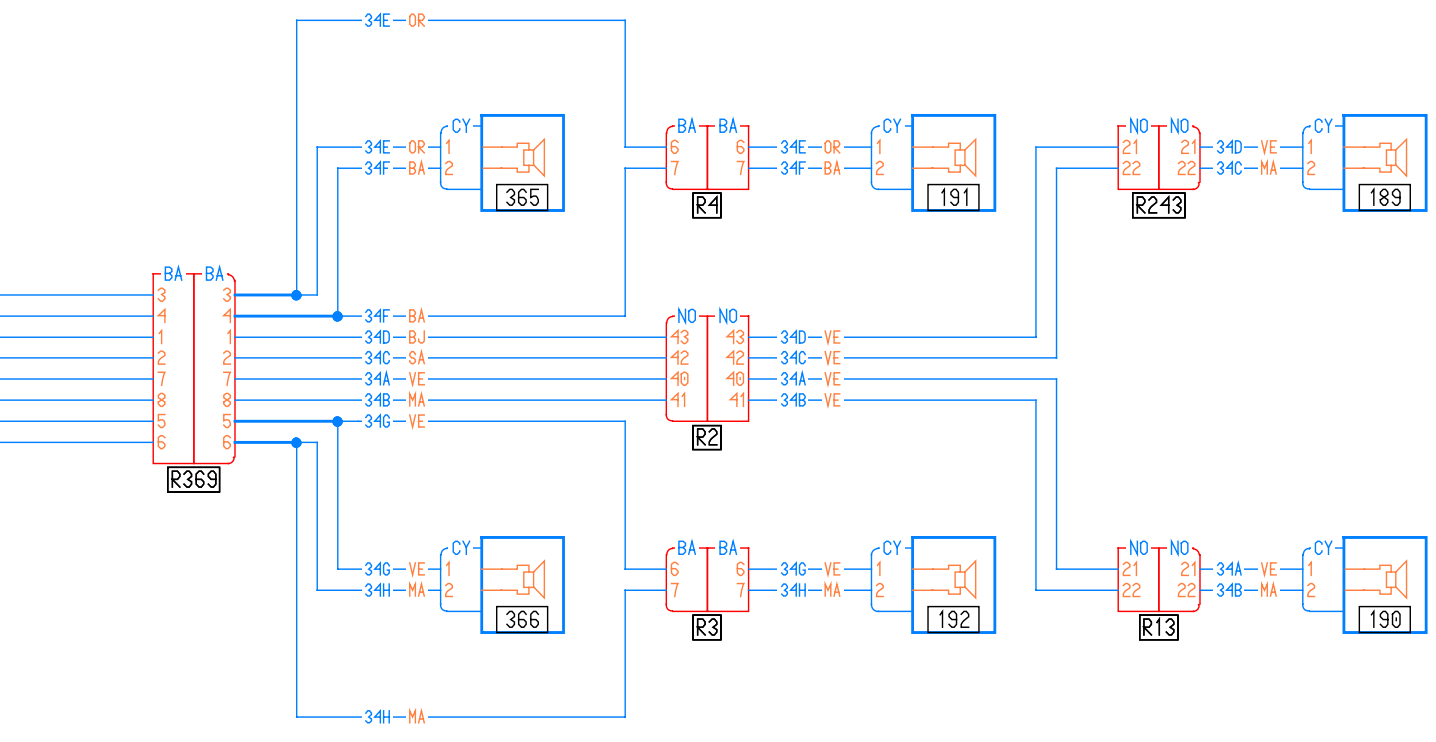 34E OR
CY CY NO NO CY
BA BA
34E OR 1 6 6 34E OR 1 21 21 34D VE 1
34F BA 2 7 7 34F BA 2 22 22 34C MA 2
365 191 189
R4 R243
BA BA
3 3
4 4 34F BA NO NO
1 1 34D BJ 43 43 34D VE
2 2 34C SA 42 42 34C VE
7 7 34A VE 40 40 34A VE
8 8 34B MA 41 41 34B VE
5 5 34G VE
6 6 R2
R369
CY BA BA CY NO NO CY
34G VE 1 6 6 34G VE 1 21 21 34A VE 1
34H MA 2 7 7 34H MA 2 22 22 34B MA 2
366 192 190
R3 R13
34H MA